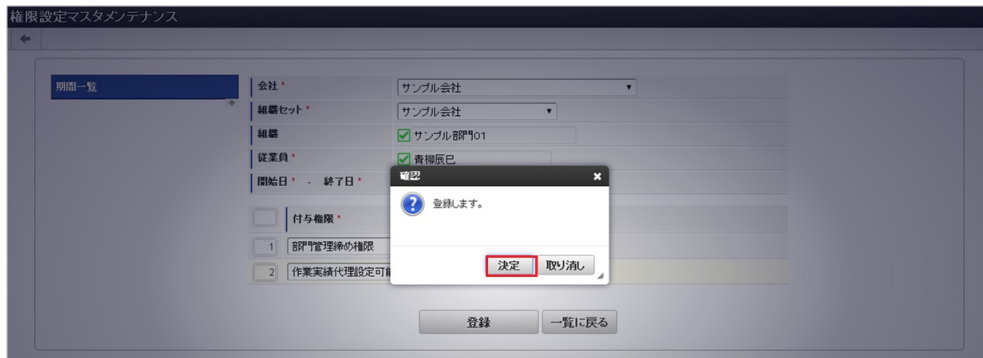 権限設定マスタメンテナンス
期間一覧
会社 * サンプル会社
組織セット * サンプル会社
組織 サンプル部門01
従業員 * 青柳辰巳
開始日 * - 終了日 *
確認
登録します。
決定 取り消し
付与権限 *
1 部門管理締め権限
2 作業実績代理設定可能
登録 一覧に戻る